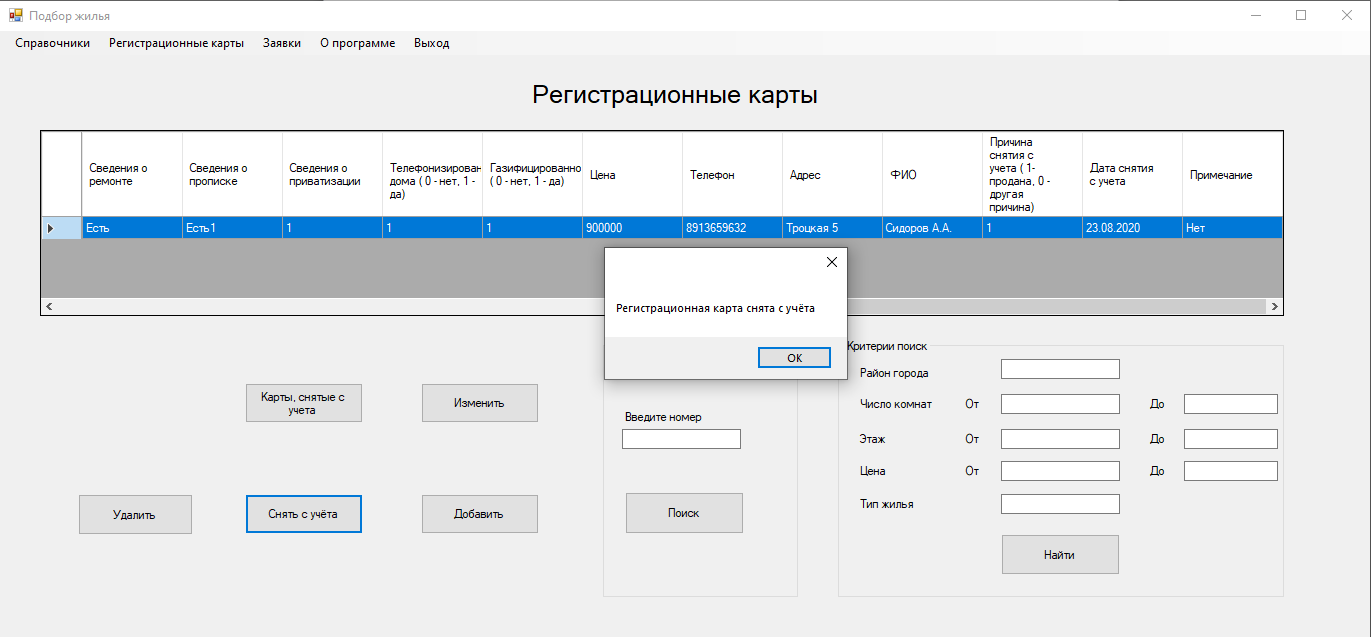 Подбор жилья
Справочники Регистрационные карты Заявки О программе Выход
Регистрационные карты
Сведения о
ремонте
Сведения о
прописке
Сведения о
приватизации
Телефонизирован
дома ( 0 - нет, 1 -
да)
Газифицированно
( 0 - нет, 1 - да)
Цена
Телефон
Адрес
ФИО
Причина
снятия с
учета ( 1-
продана, 0 -
другая
причина)
Дата снятия
с учета
Примечание
Есть Есть1 1 1 1 900000 8913659632 Троцкая 5 Сидоров А.А. 1 23.08.2020 Нет
Регистрационная карта снята с учёта
ОК
Карты, снятые с
учета
Изменить
Удалить
Снять с учёта
Добавить
Введите номер
Поиск
Критерии поиск
Район города
Число комнат От До
Этаж От До
Цена От До
Тип жилья
Найти